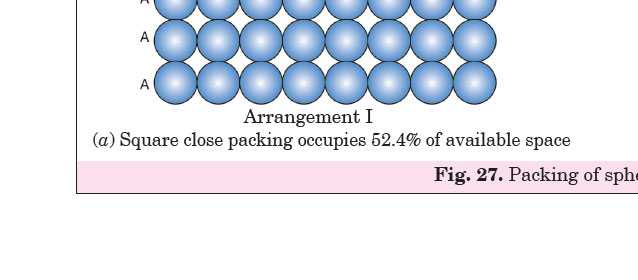 A
A
A
Arrangement I
(a) Square close packing occupies 52.4% of available space
Fig. 27. Packing of sphe